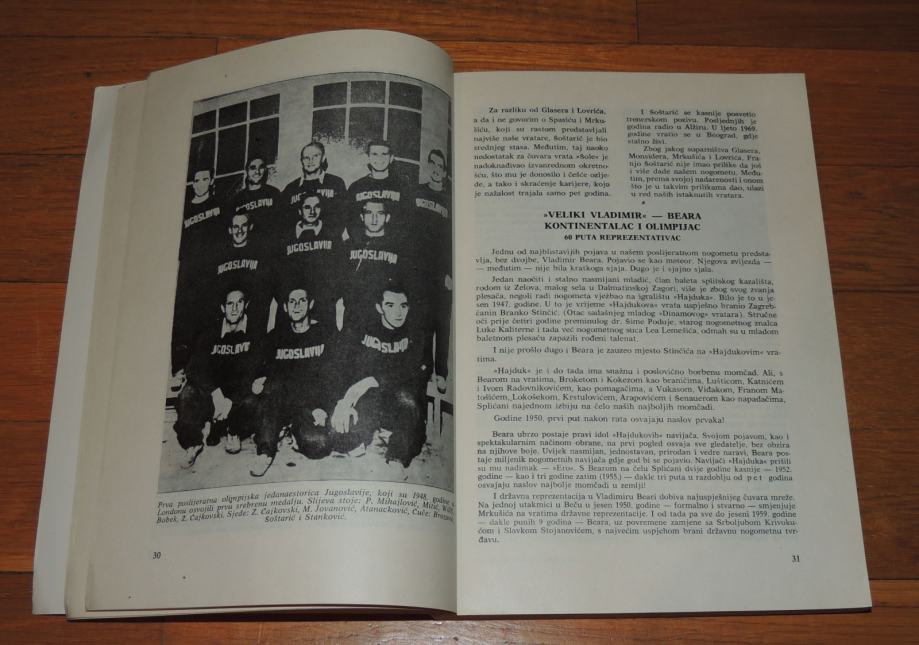 JUGOSLAVIJA
JUGOSLAVIJA
JUGOSLAVIJA
JUGOSLAVIJA
JUGOSLAVIJA
JUGOSLAVIJA
JUGOSLAVIJA
Prva poslijeratna olimpijska jedanaestorica Jugoslavije, koji su 1948. godine u
Londonu osvojili prvu srebrenu medalju. Slijeva stoje: P. Mihajlović, Mitić,
Bobek, Ž. Čajkovski. Sjede: Z. Čajkovski, M. Jovanović, Atanacković, Čuče:
Šoštarić i Stanković.
30
Za razliku od Glasera i Lovrića,
a da i ne govorim o Spasiću i Mrku-
šiću, koji su rastom predstavljali
najviše naše vratare, Šoštarić je bio
srednjeg stasa. Međutim, taj naoko
nedostatak za čuvara vrata »Šole« je
nadoknađivao izvanrednom okretno-
šću, što mu je donosilo i češće ozlje-
de, a tako i skraćenje karijere, koja
je nažalost trajala samo pet godina.
I Šoštarić se kasnije posvetio
trenerskom pozivu. Posljednjih je
godina radio u Alžiru. U ljeto 1969.
godine vratio se u Beograd, gdje
stalno živi.
Zbog jakog suparništva Glasera,
Monsidera, Mrkušića i Lovrića, Fra-
njo Šoštarić nije imao prilike da još
i više dade našem nogometu. Među-
tim, prema svojoj nadarenosti i onom
što je u takvim prilikama dao, ulazi
u red naših istaknutih vratara.
*
»VELIKI VLADIMIR« — BEARA
KONTINENTALAC I OLIMPIJAC
60 PUTA REPREZENTATIVAC
Jednu od najblistavijih pojava u našem poslijeratnom nogometu predsta-
vlja, bez dvojbe, Vladimir Beara. Pojavio se kao meteor. Njegova zvijezda —
— međutim — nije bila kratkoga sjaja. Dugo je i sjajno sjala.
Jedan naočiti i stalno nasmijani mladić, član baleta splitskog kazališta,
rodom iz Zelova, malog sela u Dalmatinskoj Zagori, više je zbog svog zvanja
plesača, negoli radi nogometa vježbao na igralištu »Hajduka«. Bilo je to u je-
sen 1947. godine. U to je vrijeme »Hajdukova« vrata uspješno branio Zagreb-
čanin Branko Stinčić. (Otac sadašnjeg mladog »Dinamovog« vratara). Stručne
oči prije četiri godine preminulog dr. Šime Poduje, starog nogometnog znalca
Luke Kaliterne i tada već nogometnog suca Lea Lemešića, odmah su u mladom
baletnom plesaču zapazih rođeni talenat.
I nije prošlo dugo i Beara je zauzeo mjesto Stinčića na »Hajdukovim« vra-
tima.
»Hajduk« je i do tada imao snažnu i poslovično borbenu momčad. Ali, s
Bearom na vratima, Broketom i Kokezom kao braničima, Luštićom, Katnićem
i Ivom Radovnikovićem, kao pomagačima, a Vukasom, Viđakom, Franom Ma-
tošićem, Lokošekom, Krstulovićem, Arapovićem i Senauerom kao napadačima,
Splićani najednom izbiju na čelo naših najboljih momčadi.
Godine 1950, prvi put nakon rata osvajaju naslov prvaka!
Beara ubrzo postaje pravi idol »Hajdukovih« navijača. Svojom pojavom, kao i
spektakularnim načinom obrane, na prvi pogled osvaja sve gledatelje, bez obzira
na njihove boje. Uvijek nasmijan, jednostavan, prirodan i vedre naravi, Beara pos-
taje miljenik nogometnih navijača gdje god bi se pojavio. Navijači »Hajduka« prišili
su mu nadimak — »Ero«. S Bearom na čelu Splićani dvije godine kasnije — 1952.
godine — kao i tri godine zatim (1955.) — dakle tri puta u razdoblju od pet godina
osvajaju naslov najbolje momčadi u zemlji!
I državna reprezentacija u Vladimiru Beari dobiva najuspješnijeg čuvara mreže.
Na jednoj utakmici u Beču u jesen 1950. godine — formalno i stvarno — smjenjuje
Mrkušića na vratima državne reprezentacije. I od tada pa sve do jeseni 1959. godine
— dakle punih 9 godina — Beara, uz povremene zamjene sa Srboljubom Krivoku-
ćom i Slavkom Stojanovićem, s najvećim uspjehom brani državnu nogometnu tvr-
đavu.
31